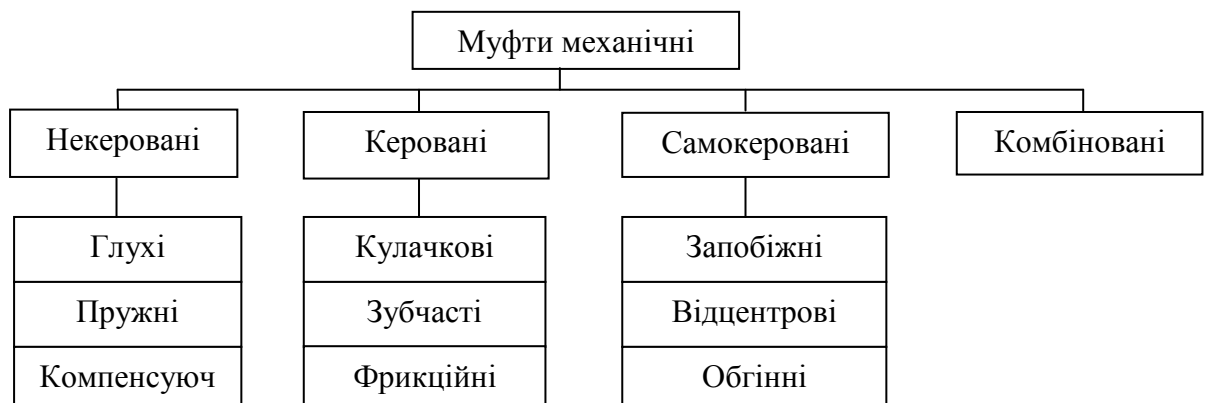 Муфти механічні
Некеровані
Керовані
Самокеровані
Комбіновані
Глухі
Пружні
Компенсуюч
Кулачкові
Зубчасті
Фрикційні
Запобіжні
Відцентрові
Обгінні